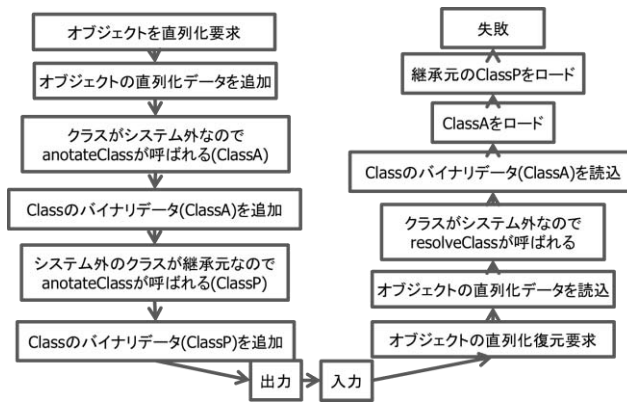 オブジェクトを直列化要求
オブジェクトの直列化データを追加
クラスがシステム外なので
anotateClassが呼ばれる(ClassA)
Classのバイナリデータ(ClassA)を追加
システム外のクラスが継承元なので
anotateClassが呼ばれる(ClassP)
Classのバイナリデータ(ClassP)を追加
出力
入力
オブジェクトの直列化復元要求
オブジェクトの直列化データを読込
クラスがシステム外なので
resolveClassが呼ばれる
Classのバイナリデータ(ClassA)を読込
ClassAをロード
継承元のClassPをロード
失敗